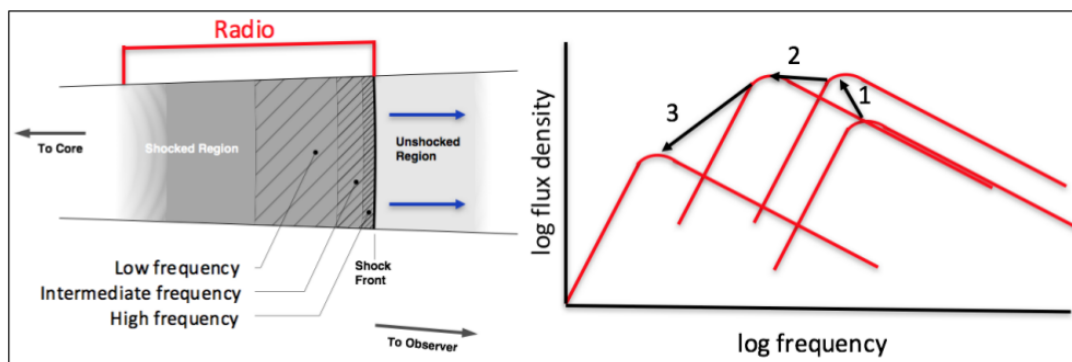 Radio
To Core
Shocked Region
Unshocked
Region
Low frequency
Intermediate frequency
High frequency
Shock
Front
To Observer
log flux density
1
2
3
log frequency